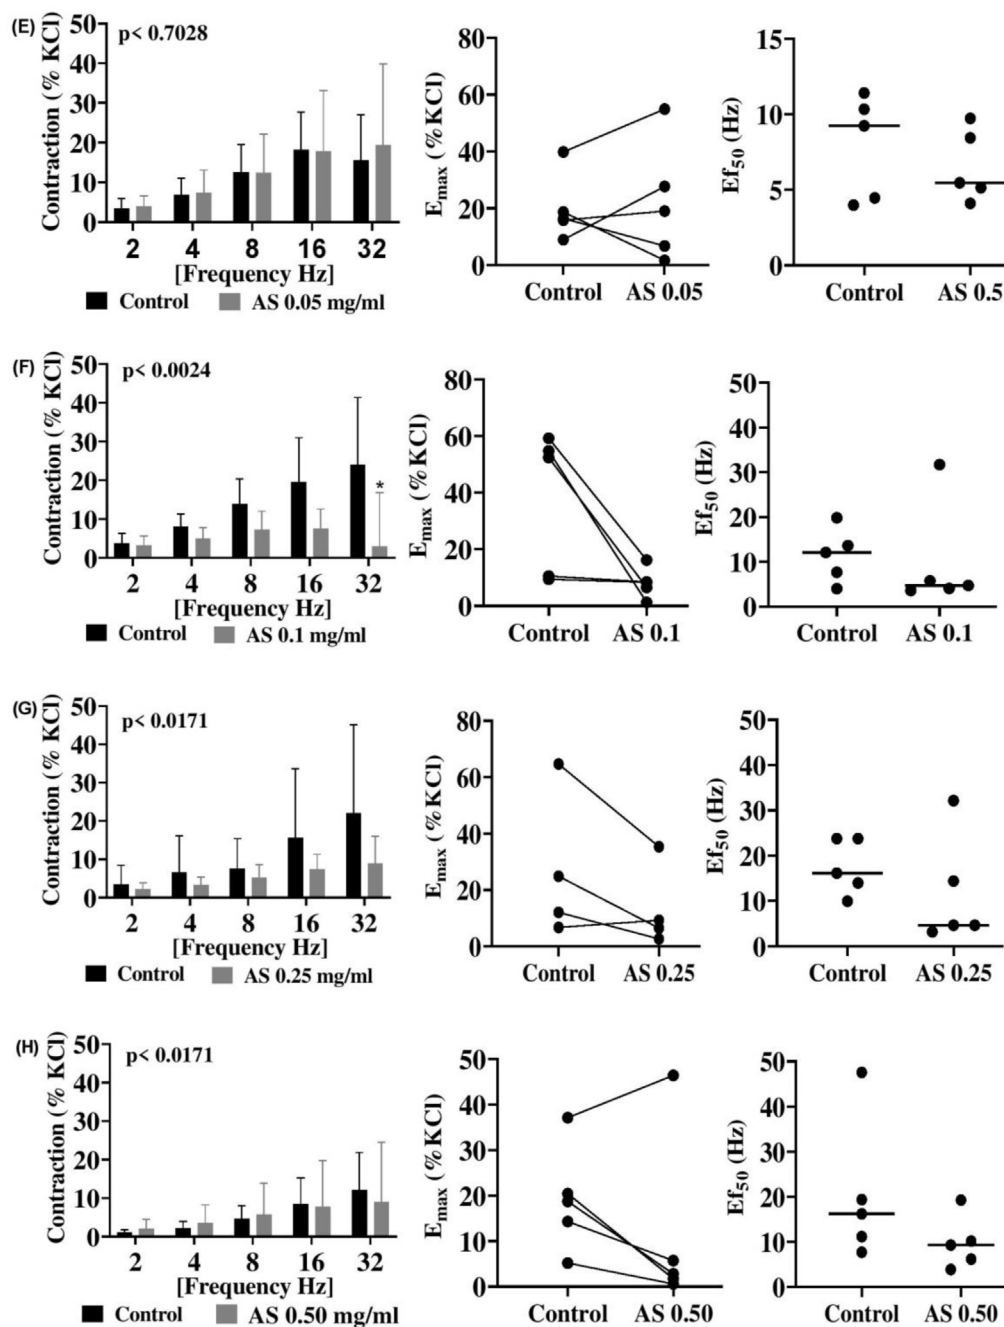 (E)
Contraction (% KCl)
50
40
30
20
10
0
p< 0.7028
2 4 8 16 32
[Frequency Hz]
Control AS 0.05 mg/ml
Emax (%KCl)
80
60
40
20
0
Control AS 0.05
Ef50 (Hz)
15
10
5
0
Control AS 0.5
(F)
Contraction (% KCl)
50
40
30
20
10
0
p< 0.0024
*
2 4 8 16 32
[Frequency Hz]
Control AS 0.1 mg/ml
Emax (%KCl)
80
60
40
20
0
Control AS 0.1
Ef50 (Hz)
50
40
30
20
10
0
Control AS 0.1
(G)
Contraction (% KCl)
50
40
30
20
10
0
p< 0.0171
2 4 8 16 32
[Frequency Hz]
Control AS 0.25 mg/ml
Emax (%KCl)
80
60
40
20
0
Control AS 0.25
Ef50 (Hz)
50
40
30
20
10
0
Control AS 0.25
(H)
Contraction (% KCl)
50
40
30
20
10
0
p< 0.0171
2 4 8 16 32
[Frequency Hz]
Control AS 0.50 mg/ml
Emax (%KCl)
50
40
30
20
10
0
Control AS 0.50
Ef50 (Hz)
50
40
30
20
10
0
Control AS 0.50